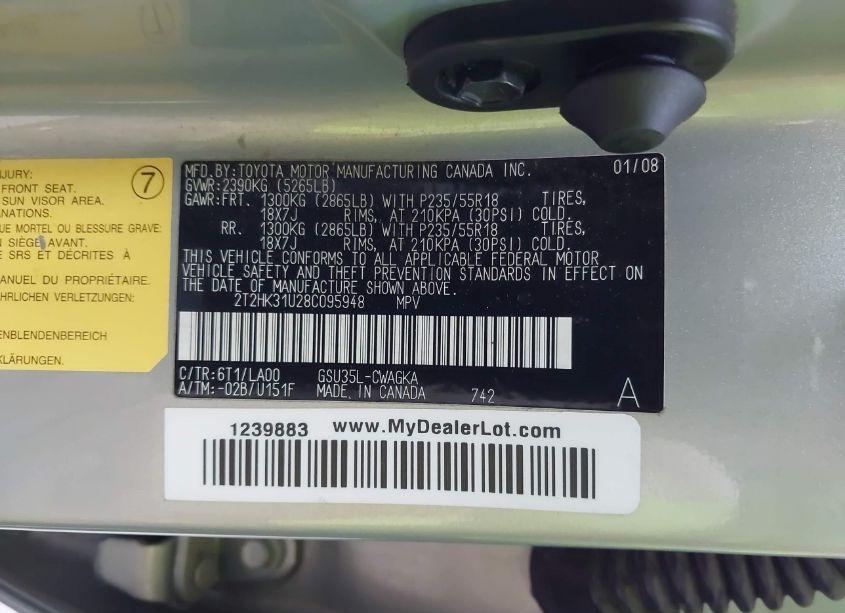 NJURY:
FRONT SEAT.
SUN VISOR AREA.
ANATIONS.
7
QUE MORTEL OU BLESSURE GRAVE:
N SIÈGE AVANT.
E SRS ET DÉCRITES À
ANUEL DU PROPRIÉTAIRE.
ÄHRLICHEN VERLETZUNGEN:
ENBLENDENBEREICH
KLÄRUNGEN.
MFD.BY:TOYOTA MOTOR MANUFACTURING CANADA INC. 01/08
GVWR:2390KG (5265LB)
GAWR:FRT. 1300KG (2865LB) WITH P235/55R18 TIRES,
18X7J RIMS, AT 210KPA (30PSI) COLD.
RR. 1300KG (2865LB) WITH P235/55R18 TIRES,
18X7J RIMS, AT 210KPA (30PSI) COLD.
THIS VEHICLE CONFORMS TO ALL APPLICABLE FEDERAL MOTOR
VEHICLE SAFETY AND THEFT PREVENTION STANDARDS IN EFFECT ON
THE DATE OF MANUFACTURE SHOWN ABOVE.
2T2HK31U28C095948 MPV
C/TR:6T1/LA00 GSU35L-CWAGKA
A/TM:-02B/U151F MADE IN CANADA 742 A
1239883 www.MyDealerLot.com